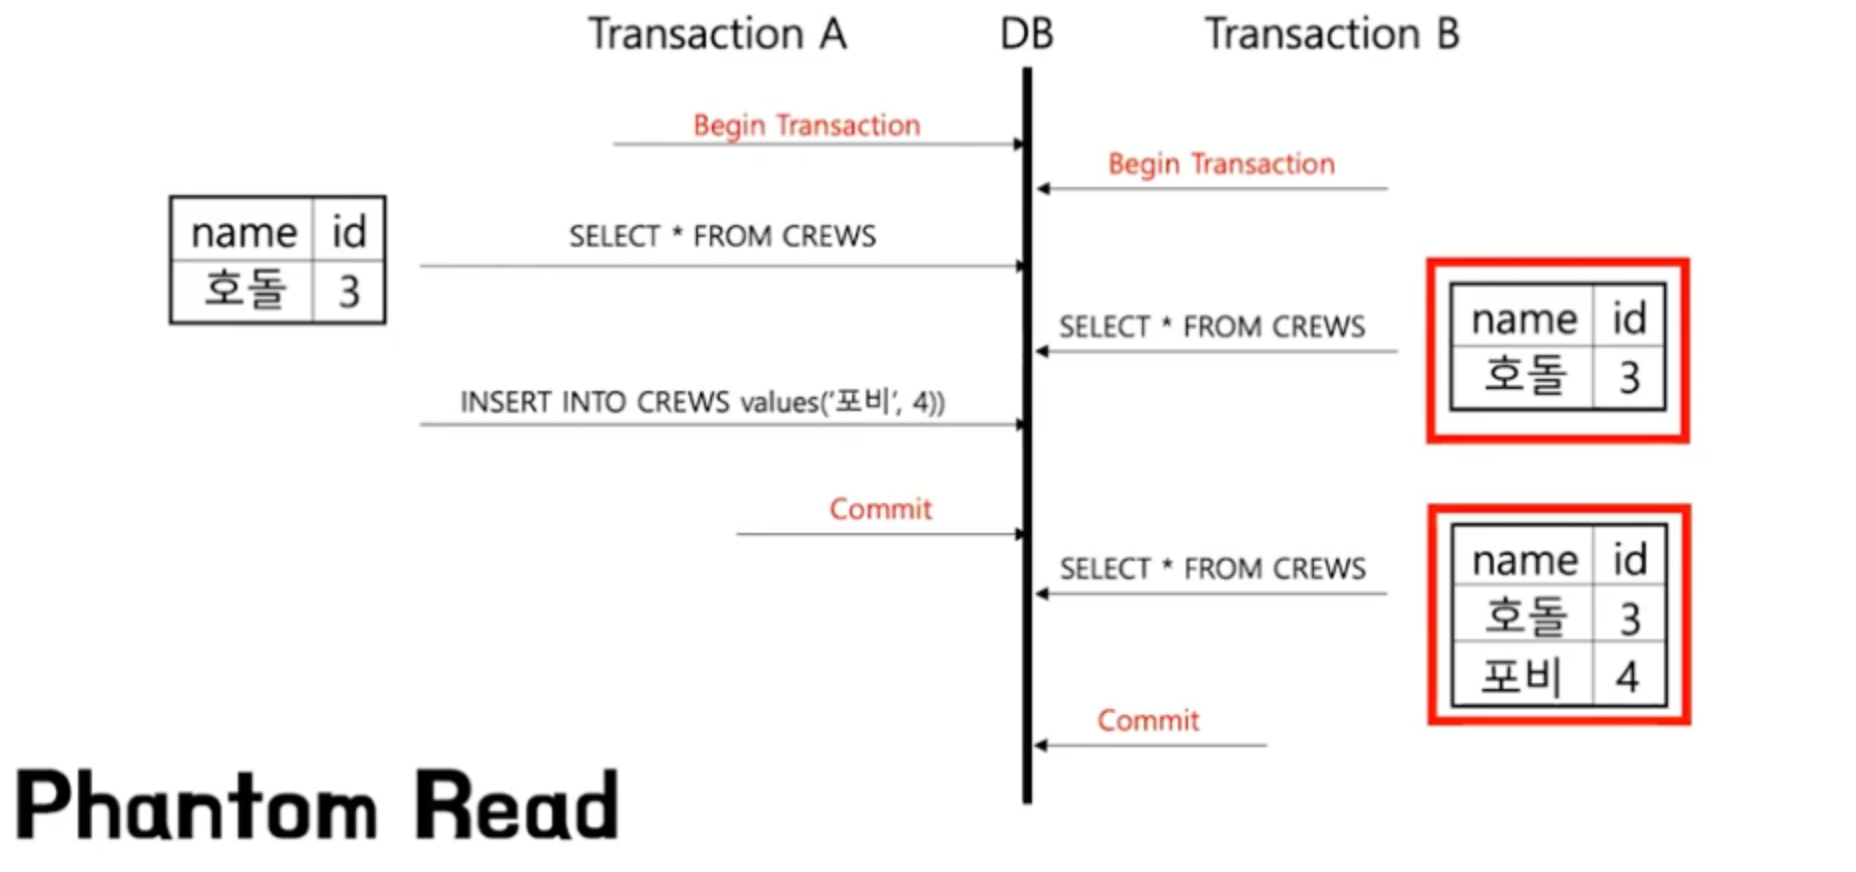 Transaction A DB Transaction B
Begin Transaction
Begin Transaction
name id
호돌 3
SELECT * FROM CREWS
SELECT * FROM CREWS
name id
호돌 3
INSERT INTO CREWS values('포비', 4))
Commit
SELECT * FROM CREWS
name id
호돌 3
포비 4
Commit
Phantom Read